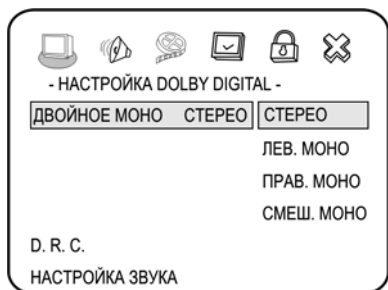 - НАСТРОЙКА DOLBY DIGITAL -
ДВОЙНОЕ МОНО СТЕРЕО СТЕРЕО
ЛЕВ. МОНО
ПРАВ. МОНО
СМЕШ. МОНО
D. R. C.
НАСТРОЙКА ЗВУКА